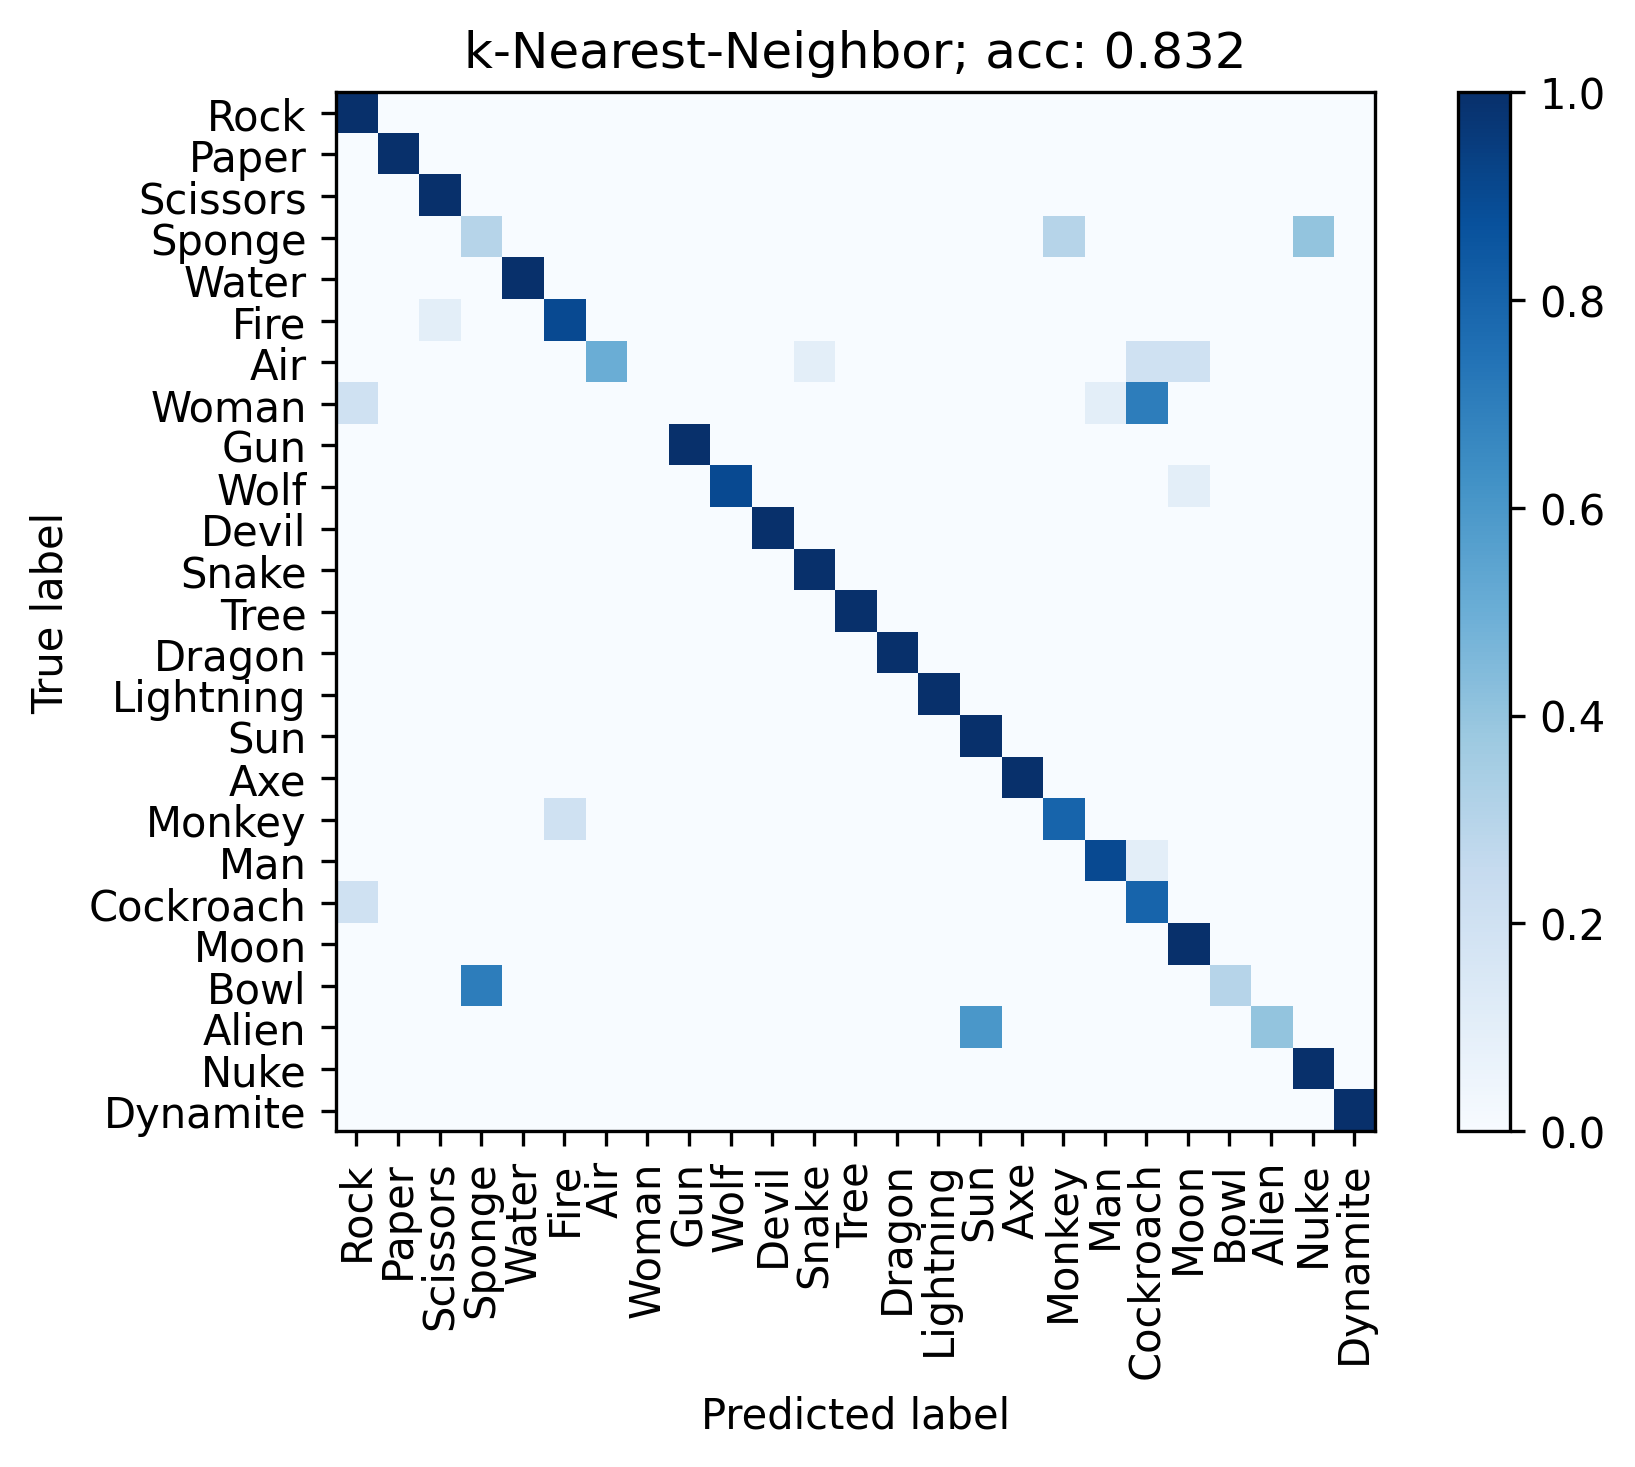 k-Nearest-Neighbor; acc: 0.832
Rock
Paper
Scissors
Sponge
Water
Fire
Air
Woman
Gun
Wolf
Devil
Snake
Tree
Dragon
Lightning
Sun
Axe
Monkey
Man
Cockroach
Moon
Bowl
Alien
Nuke
Dynamite
True label
Rock
Paper
Scissors
Sponge
Water
Fire
Air
Woman
Gun
Wolf
Devil
Snake
Tree
Dragon
Lightning
Sun
Axe
Monkey
Man
Cockroach
Moon
Bowl
Alien
Nuke
Dynamite
Predicted label
1.0
0.8
0.6
0.4
0.2
0.0